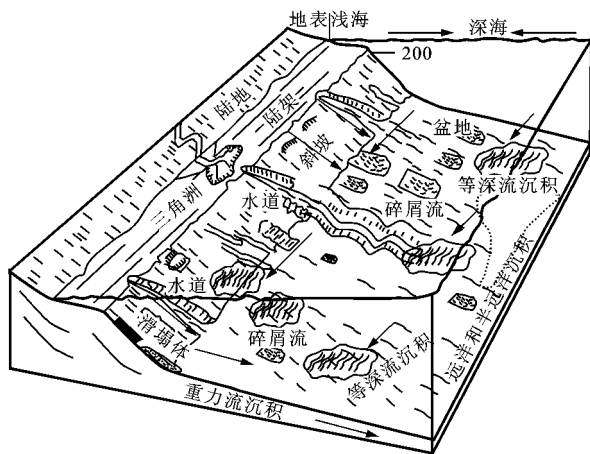 地表浅海
深海
200
陆地
陆架
斜坡
盆地
等深流沉积
碎屑流
三角洲
水道
水道
滑塌体
碎屑流
等深流沉积
远洋和半远洋沉积
重力流沉积